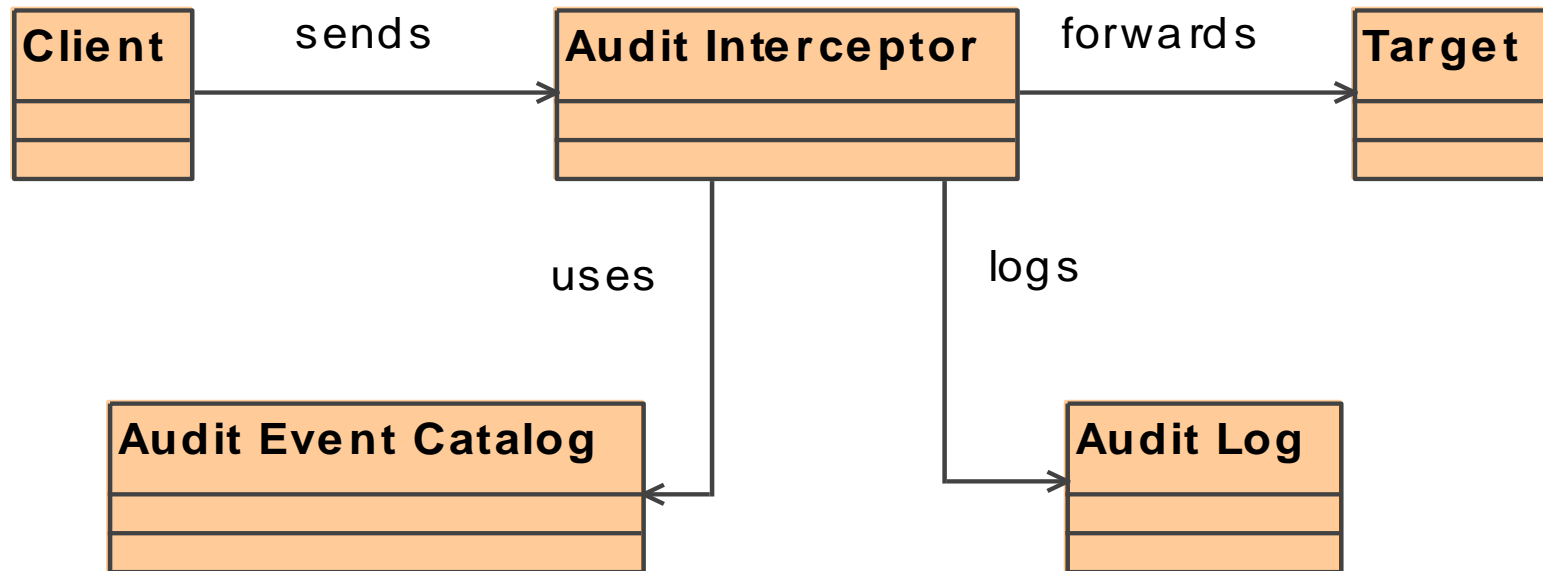 Client
sends
Audit Interceptor
forwards
Target
uses
logs
Audit Event Catalog
Audit Log